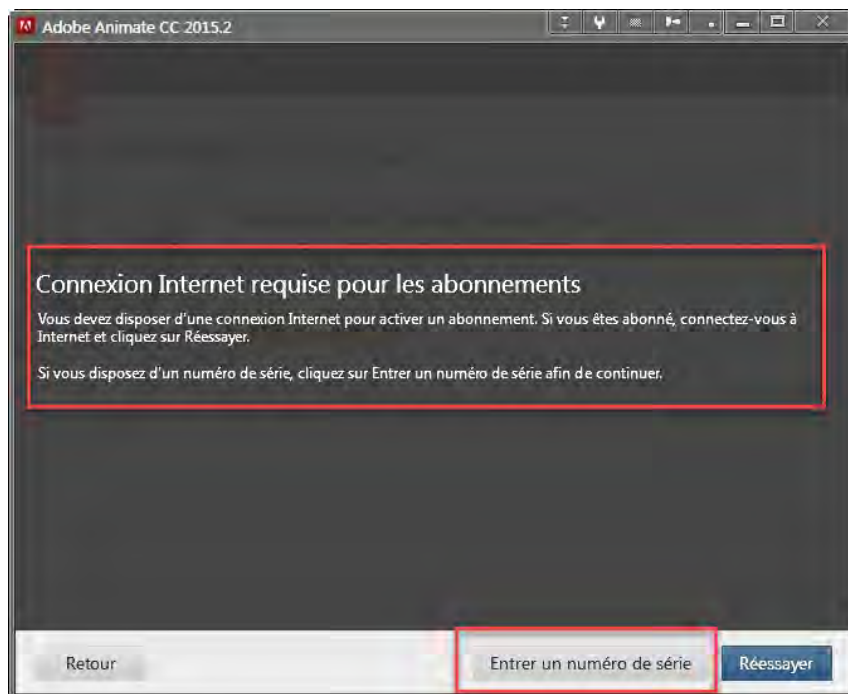 Adobe Animate CC 2015.2
Connexion Internet requise pour les abonnements
Vous devez disposer d'une connexion Internet pour activer un abonnement. Si vous êtes abonné, connectez-vous à
Internet et cliquez sur Réessayer.
Si vous disposez d'un numéro de série, cliquez sur Entrer un numéro de série afin de continuer.
Retour
Entrer un numéro de série
Réessayer